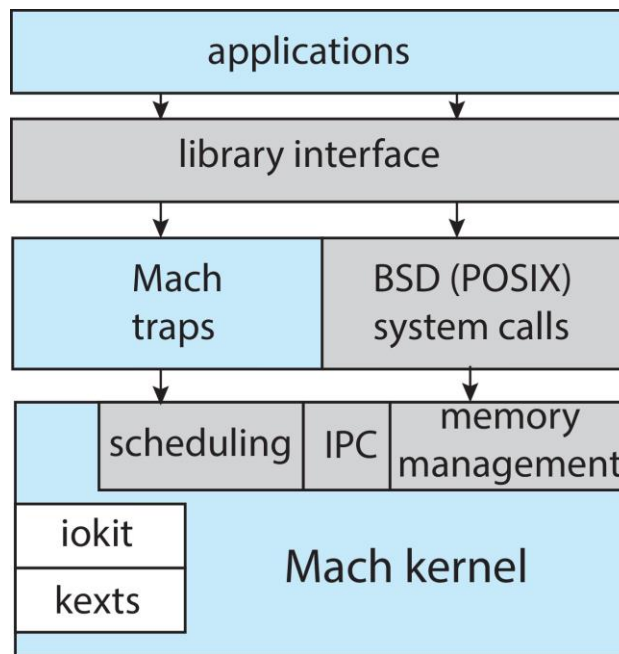 applications
library interface
Mach
traps
BSD (POSIX)
system calls
scheduling
IPC
memory
management
iokit
kexts
Mach kernel